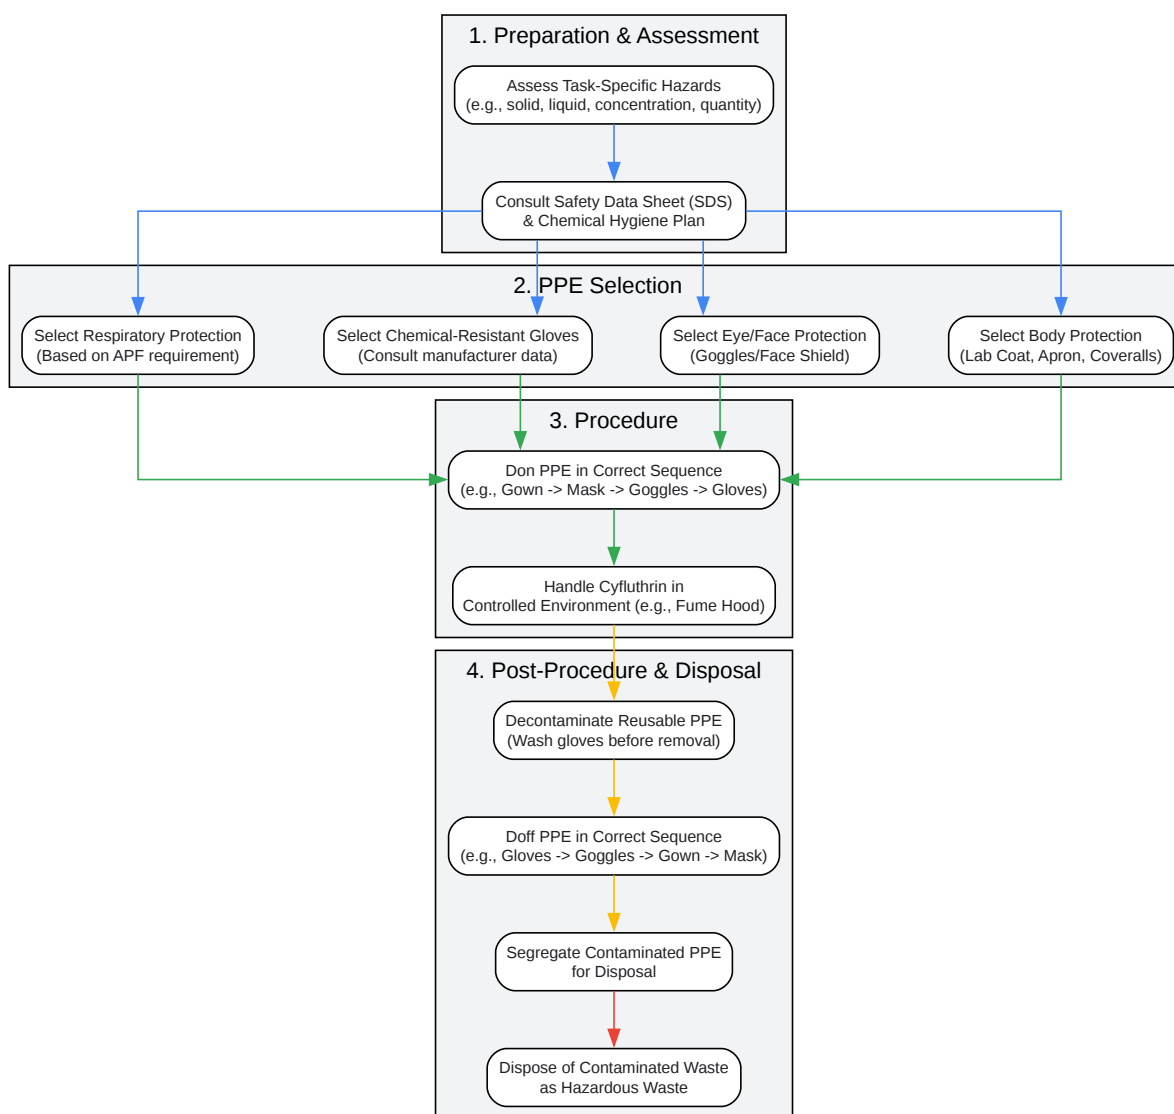 1. Preparation & Assessment
Assess Task-Specific Hazards
(e.g., solid, liquid, concentration, quantity)
Consult Safety Data Sheet (SDS)
& Chemical Hygiene Plan
2. PPE Selection
Select Respiratory Protection
(Based on APF requirement)
Select Chemical-Resistant Gloves
(Consult manufacturer data)
Select Eye/Face Protection
(Goggles/Face Shield)
Select Body Protection
(Lab Coat, Apron, Coveralls)
3. Procedure
Don PPE in Correct Sequence
(e.g., Gown -> Mask -> Goggles -> Gloves)
Handle Cyfluthrin in
Controlled Environment (e.g., Fume Hood)
4. Post-Procedure & Disposal
Decontaminate Reusable PPE
(Wash gloves before removal)
Doff PPE in Correct Sequence
(e.g., Gloves -> Goggles -> Gown -> Mask)
Segregate Contaminated PPE
for Disposal
Dispose of Contaminated Waste
as Hazardous Waste